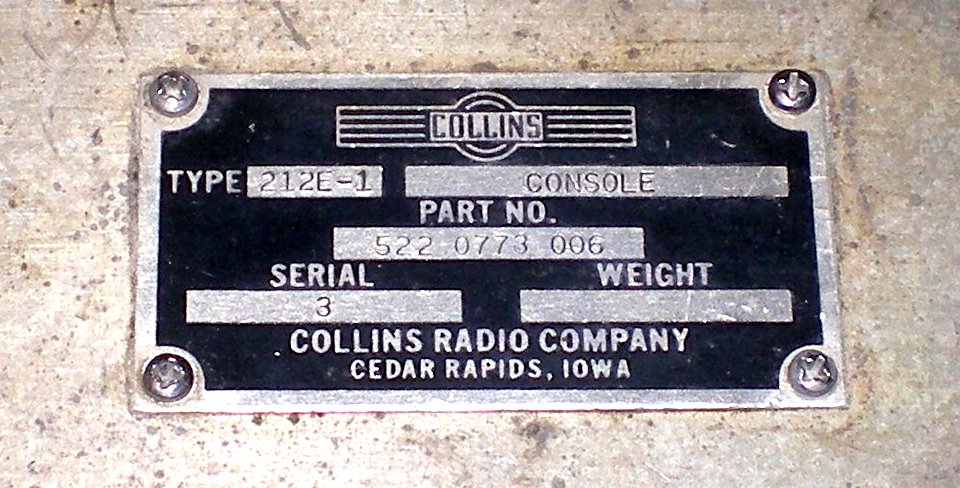 COLLINS
TYPE 212E-1 CONSOLE
PART NO.
522 0773 006
SERIAL WEIGHT
3
COLLINS RADIO COMPANY
CEDAR RAPIDS, IOWA